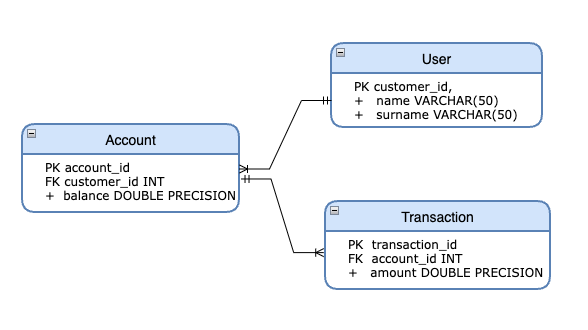 User
PK customer_id,
+ name VARCHAR(50)
+ surname VARCHAR(50)
Account
PK account_id
FK customer_id INT
+ balance DOUBLE PRECISION
Transaction
PK transaction_id
FK account_id INT
+ amount DOUBLE PRECISION